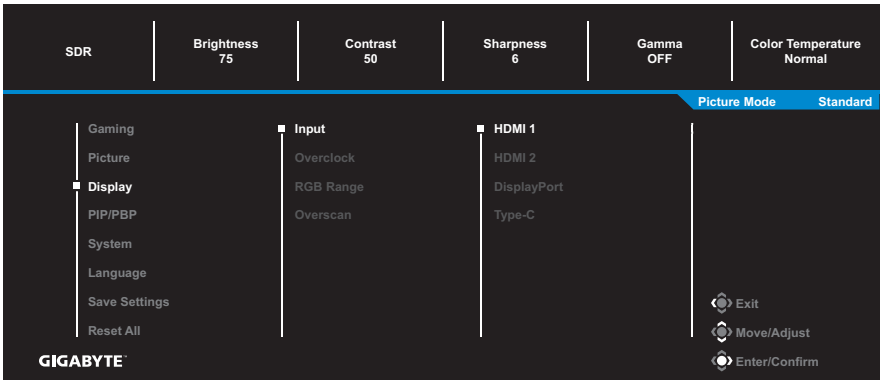 SDR
Brightness
75
Contrast
50
Sharpness
6
Gamma
OFF
Color Temperature
Normal
Picture Mode Standard
Gaming
Picture
Display
PIP/PBP
System
Language
Save Settings
Reset All
Input
Overclock
RGB Range
Overscan
HDMI 1
HDMI 2
DisplayPort
Type-C
Exit
Move/Adjust
Enter/Confirm
GIGABYTE™